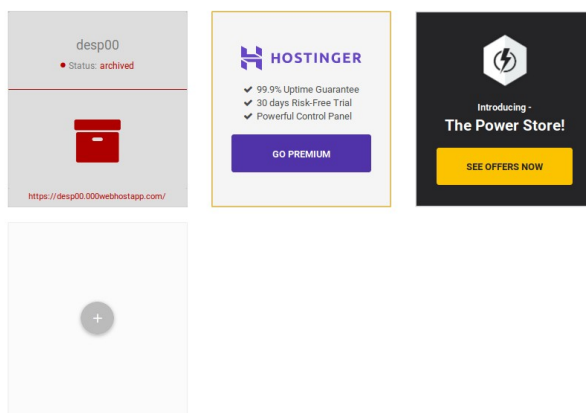 desp00
Status: archived
https://desp00.000webhostapp.com/
HOSTINGER
99.9% Uptime Guarantee
30 days Risk-Free Trial
Powerful Control Panel
GO PREMIUM
Introducing -
The Power Store!
SEE OFFERS NOW
+